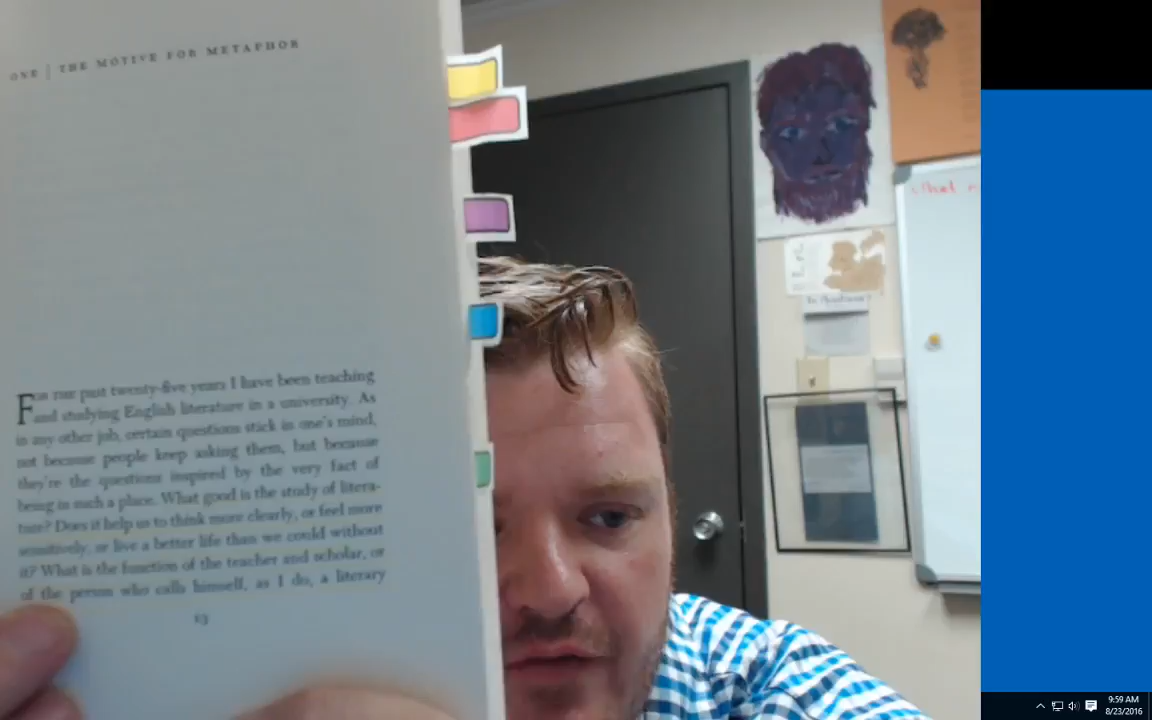 ONE | THE MOTIVE FOR METAPHOR
FOR THE past twenty-five years I have been teaching
and studying English literature in a university. As
in any other job, certain questions stick in one's mind,
not because people keep asking them, but because
they're the questions inspired by the very fact of
being in such a place. What good is the study of litera-
ture? Does it help us to think more clearly, or feel more
sensitively, or live a better life than we could without
it? What is the function of the teacher and scholar, or
of the person who calls himself, as I do, a literary
What
9:59 AM
8/23/2016